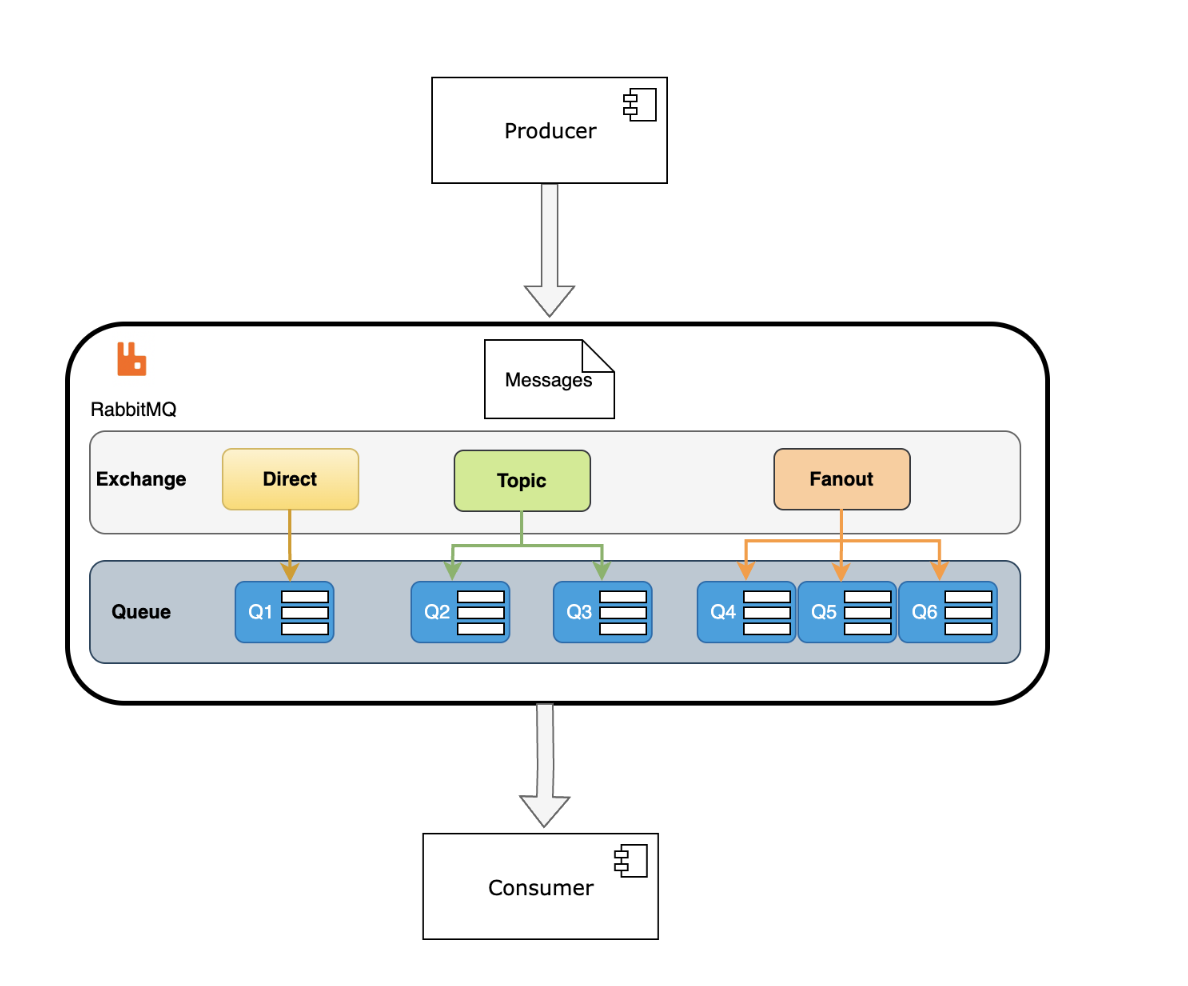 Producer
Messages
RabbitMQ
Exchange
Direct
Topic
Fanout
Queue
Q1
Q2
Q3
Q4
Q5
Q6
Consumer